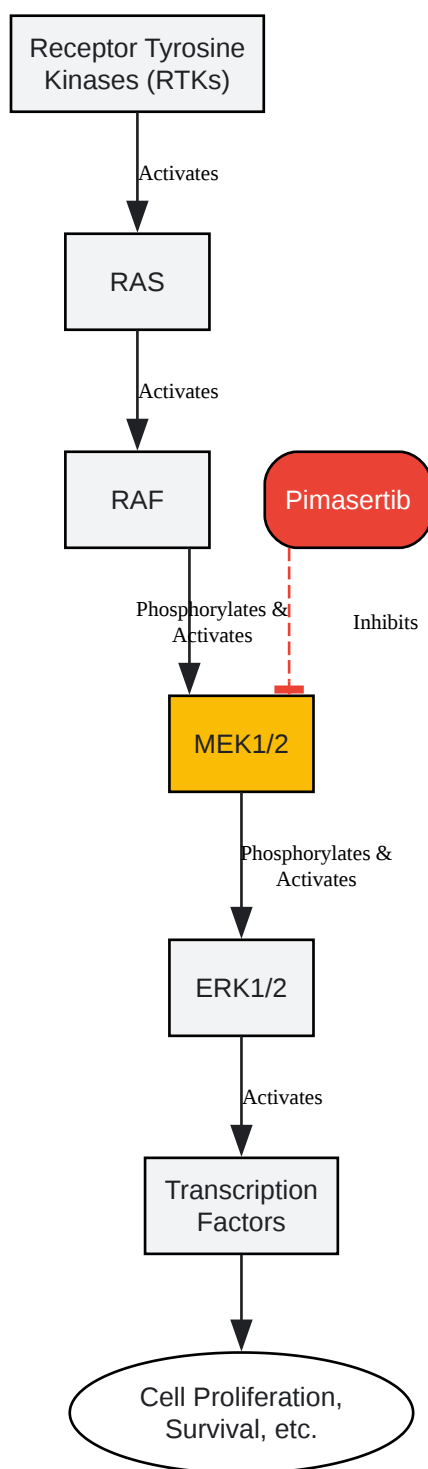 Receptor Tyrosine
Kinases (RTKs)
Activates
RAS
Activates
RAF
Pimasertib
Phosphorylates &
Activates
Inhibits
MEK1/2
Phosphorylates &
Activates
ERK1/2
Activates
Transcription
Factors
Cell Proliferation,
Survival, etc.